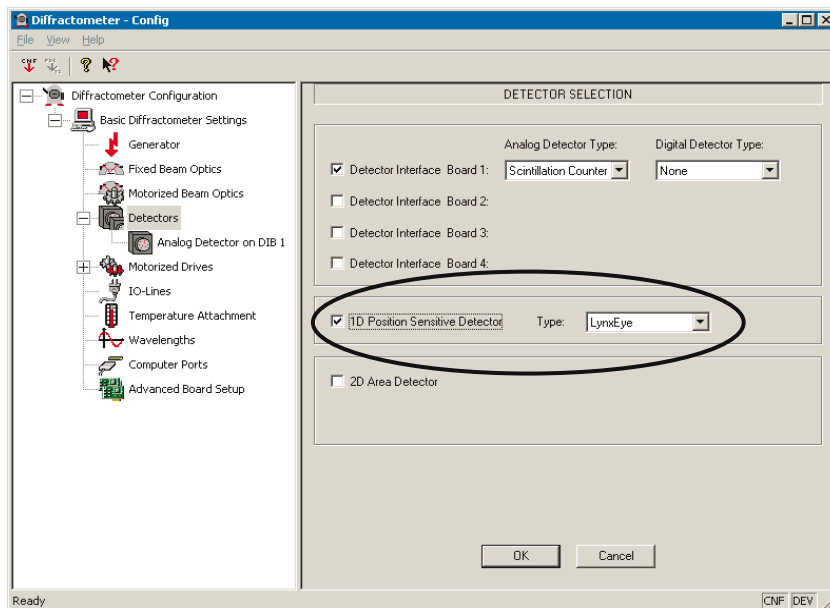 Diffractometer - Config
File View Help
CNF
Diffractometer Configuration
Basic Diffractometer Settings
Generator
Fixed Beam Optics
Motorized Beam Optics
Detectors
Analog Detector on DIB 1
Motorized Drives
IO-Lines
Temperature Attachment
Wavelengths
Computer Ports
Advanced Board Setup
DETECTOR SELECTION
Analog Detector Type: Digital Detector Type:
Detector Interface Board 1: Scintillation Counter None
Detector Interface Board 2:
Detector Interface Board 3:
Detector Interface Board 4:
1D Position Sensitive Detector Type: LynxEye
2D Area Detector
OK Cancel
Ready CNF DEV